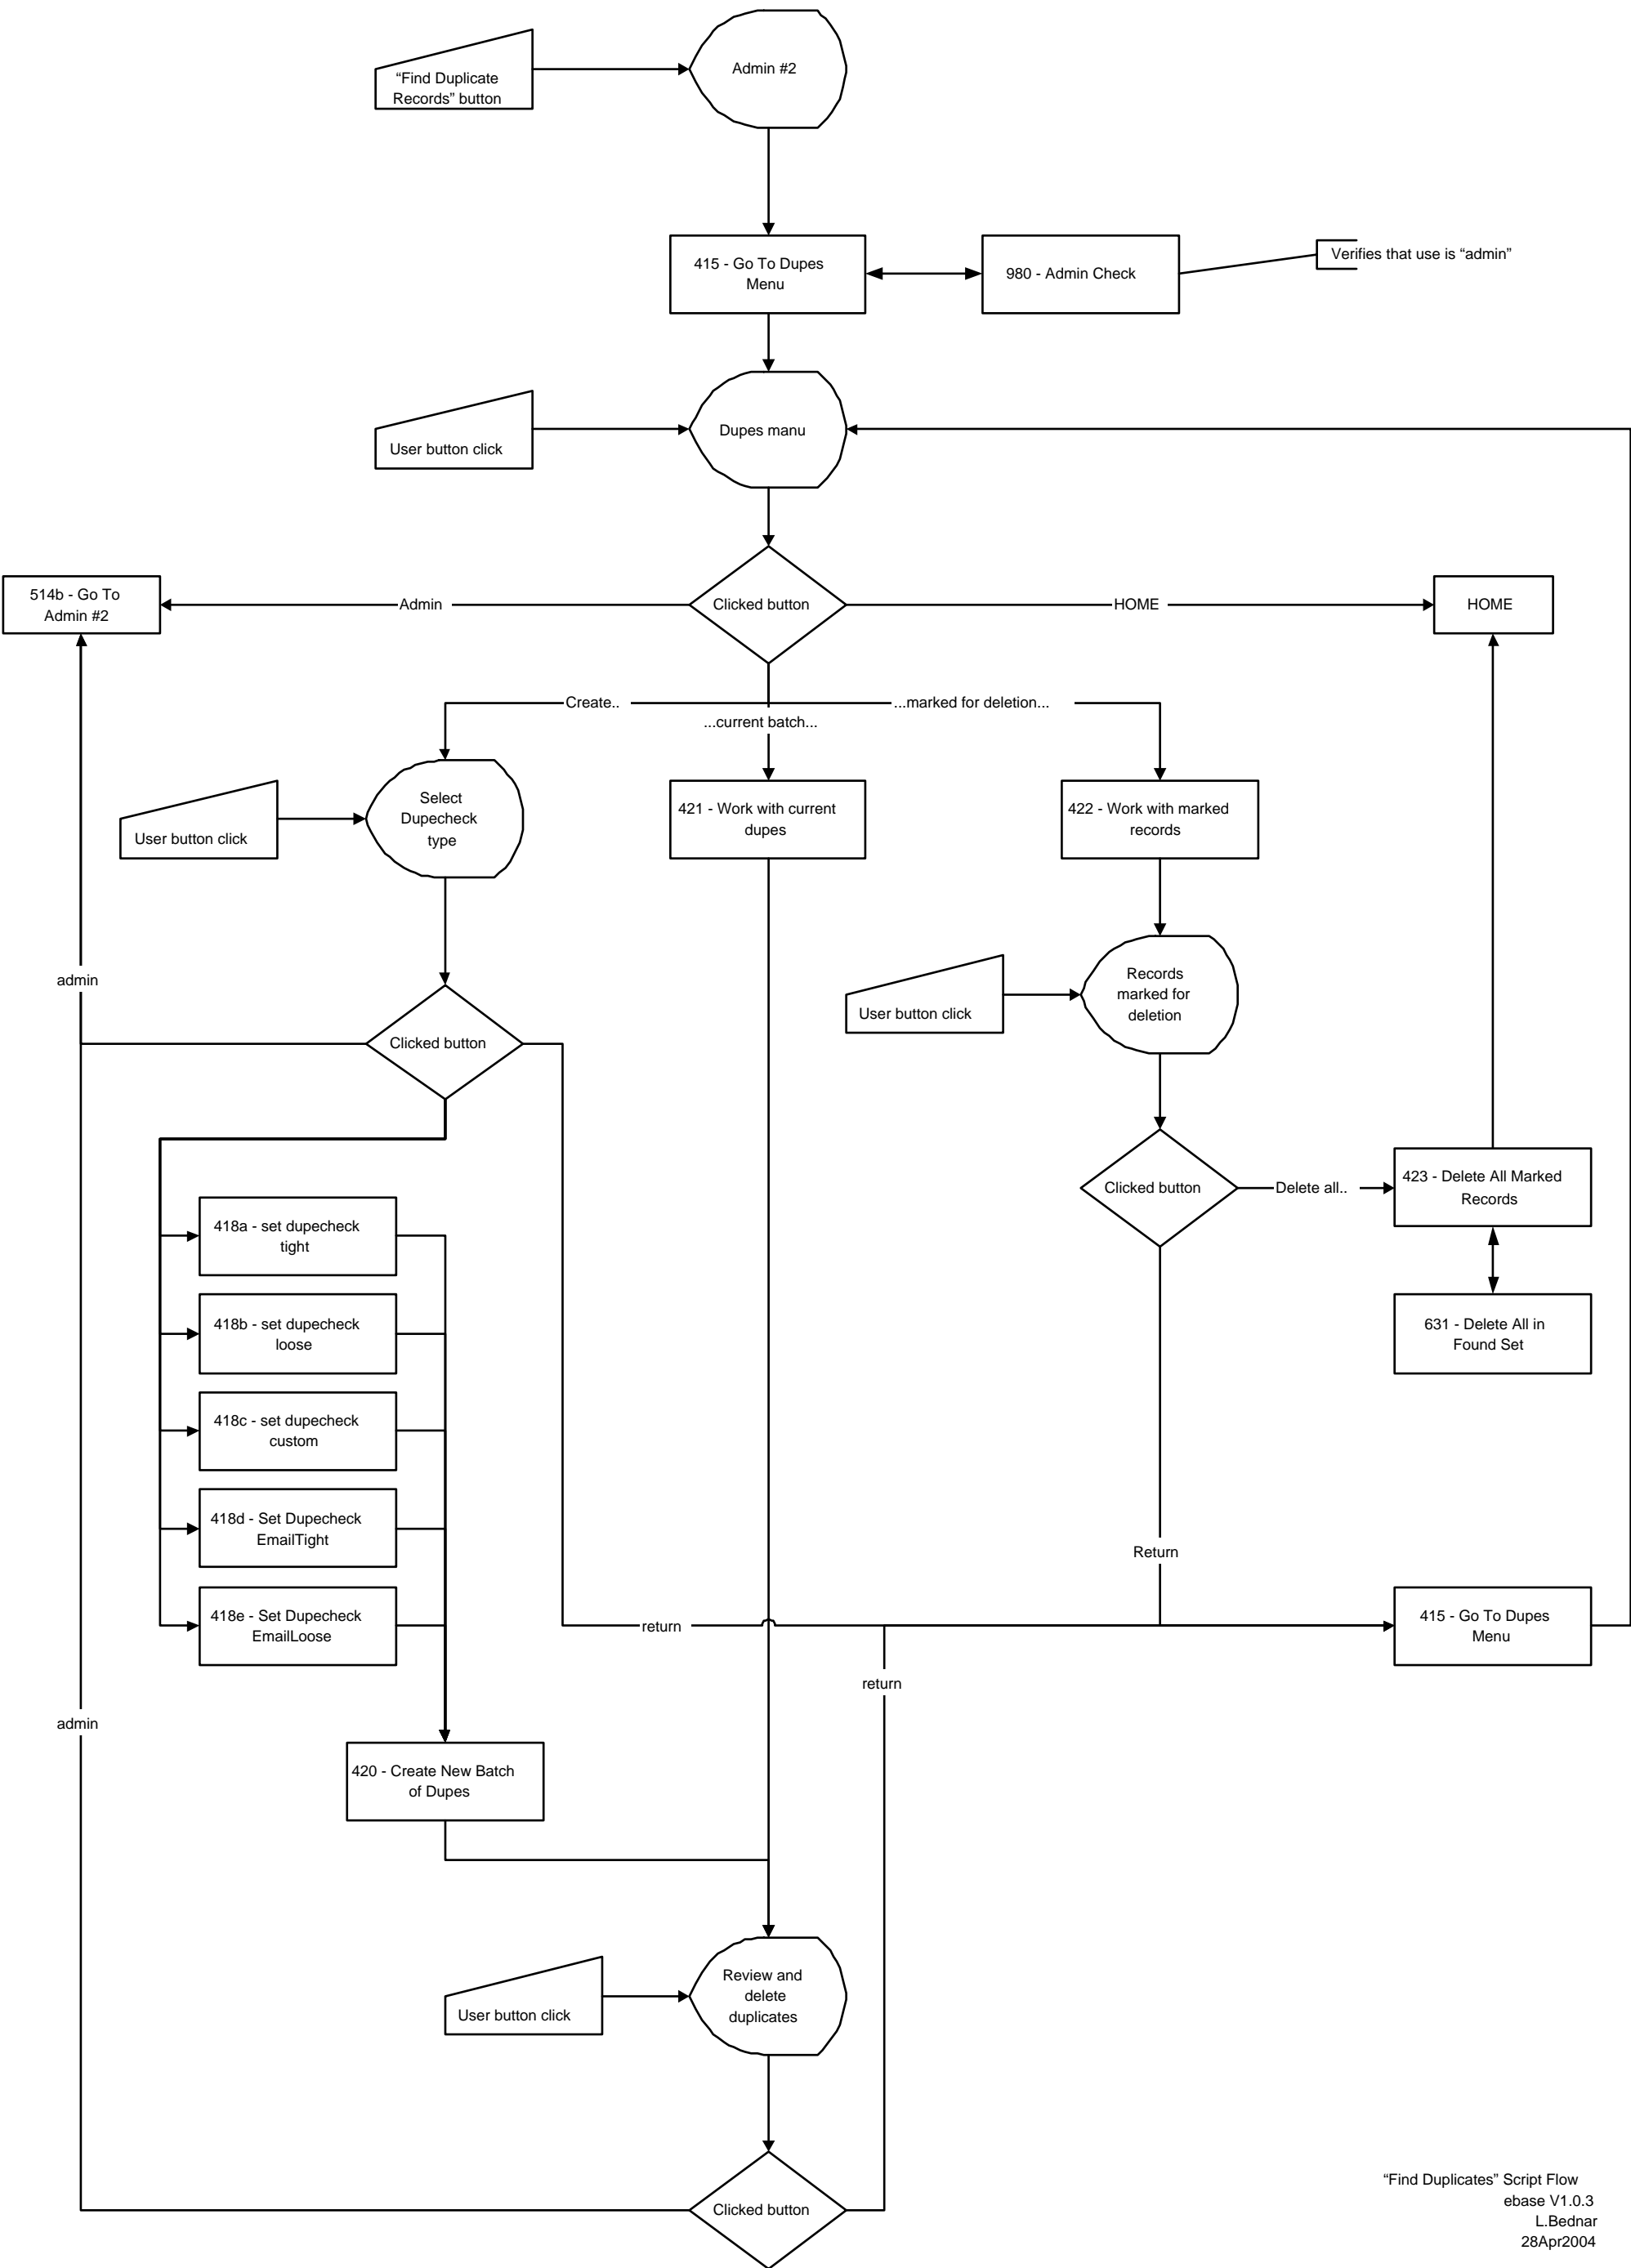 “Find Duplicate
Records” button
Admin #2
415 - Go To Dupes
Menu
980 - Admin Check
Verifies that use is “admin”
User button click
Dupes manu
514b - Go To
Admin #2
Admin
Clicked button
HOME
HOME
Create..
...current batch...
...marked for deletion...
User button click
Select
Dupecheck
type
421 - Work with current
dupes
422 - Work with marked
records
admin
Clicked button
User button click
Records
marked for
deletion
Clicked button
Delete all..
423 - Delete All Marked
Records
631 - Delete All in
Found Set
418a - set dupecheck
tight
418b - set dupecheck
loose
418c - set dupecheck
custom
418d - Set Dupecheck
EmailTight
418e - Set Dupecheck
EmailLoose
Return
return
415 - Go To Dupes
Menu
return
admin
420 - Create New Batch
of Dupes
User button click
Review and
delete
duplicates
Clicked button
“Find Duplicates” Script Flow
ebase V1.0.3
L.Bednar
28Apr2004